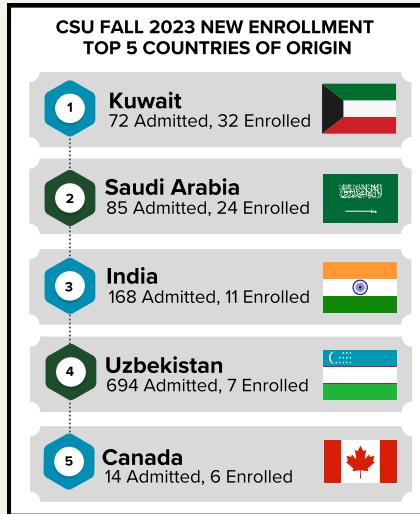 CSU FALL 2023 NEW ENROLLMENT
TOP 5 COUNTRIES OF ORIGIN
1
Kuwait
72 Admitted, 32 Enrolled
2
Saudi Arabia
85 Admitted, 24 Enrolled
3
India
168 Admitted, 11 Enrolled
4
Uzbekistan
694 Admitted, 7 Enrolled
5
Canada
14 Admitted, 6 Enrolled